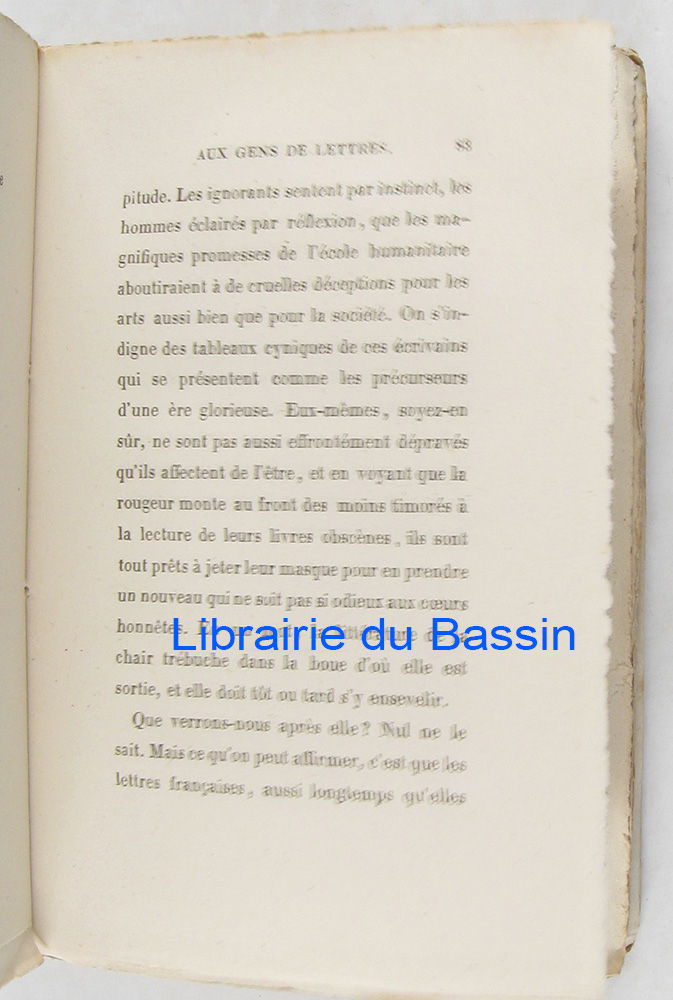 AUX GENS DE LETTRES. 83
pitude. Les ignorants sentent par instinct, les
hommes éclairés par réflexion, que les ma-
gnifiques promesses de l'école humanitaire
aboutiraient à de cruelles déceptions pour les
arts aussi bien que pour la société. On s'in-
digne des tableaux cyniques de ces écrivains
qui se présentent comme les précurseurs
d'une ère glorieuse. Eux-mêmes, soyez-en
sûr, ne sont pas aussi effrontément dépravés
qu'ils affectent de l'être, et en voyant que la
rougeur monte au front des moins timorés à
la lecture de leurs livres obscènes, ils sont
tout prêts à jeter leur masque pour en prendre
un nouveau qui ne soit pas si odieux aux cœurs
honnêtes. la littérature de la
Librairie du Bassin
chair trébuche dans la boue d'où elle est
sortie, et elle doit tôt ou tard s'y ensevelir.
Que verrons-nous après elle? Nul ne le
sait. Mais ce qu'on peut affirmer, c'est que les
lettres françaises, aussi longtemps qu'elles